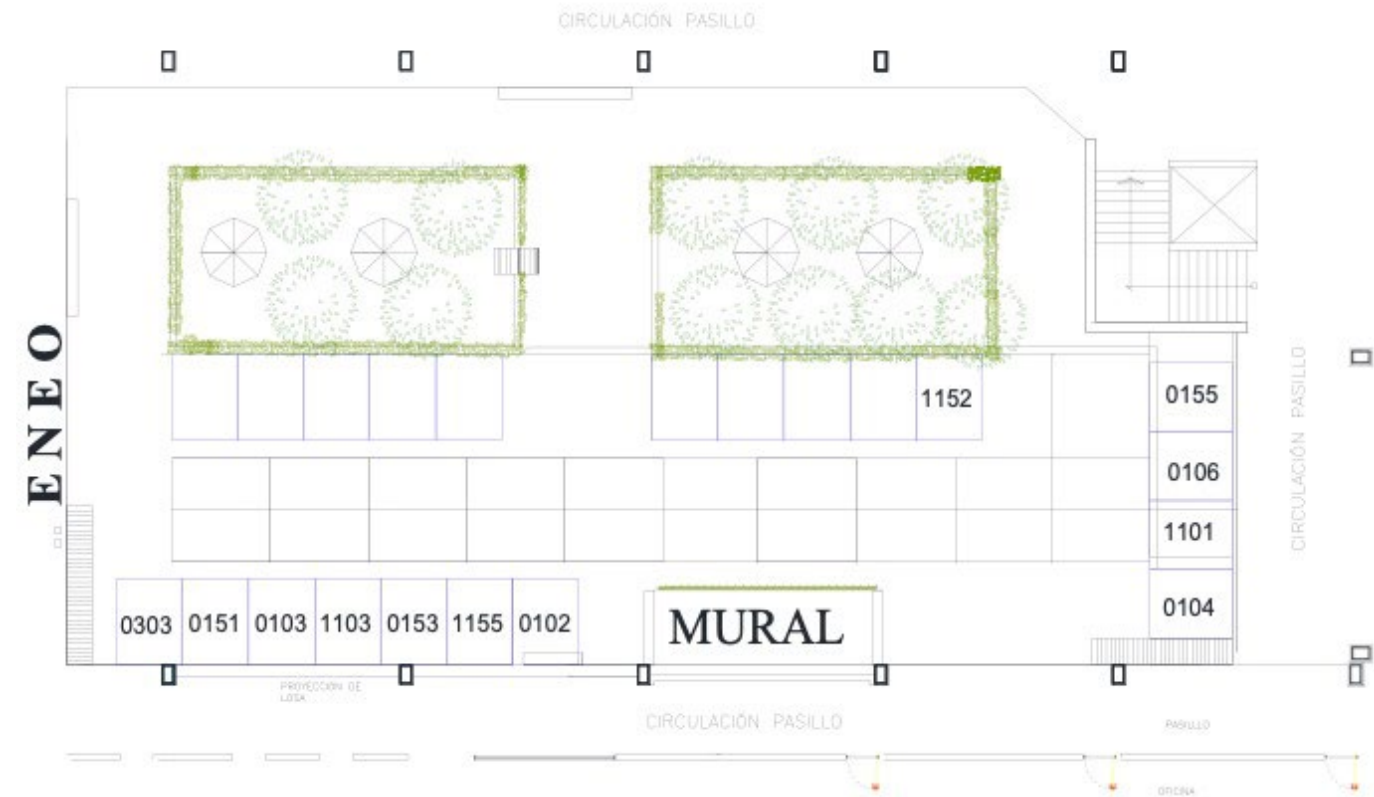 CIRCULACIÓN PASILLO
ENEO
1152
0155
0106
1101
0104
CIRCULACIÓN PASILLO
0303 0151 0103 1103 0153 1155 0102
MURAL
PROYECCIÓN DE
LOSA
CIRCULACIÓN PASILLO
PASILLO
OFICINA